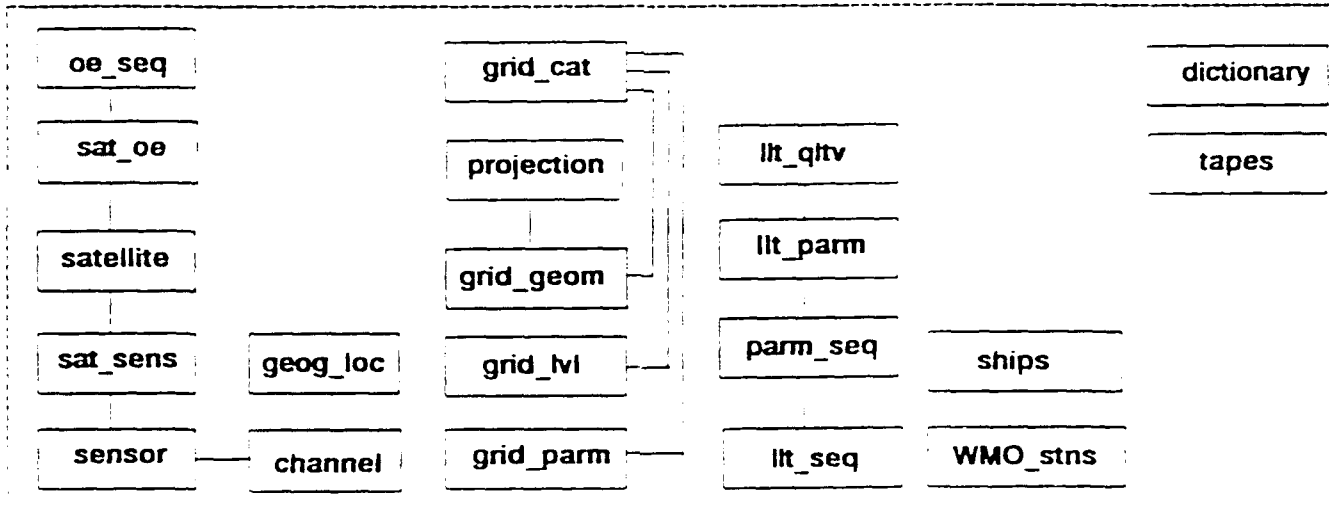 oe_seq
sat_oe
satellite
sat_sens
sensor
geog_loc
channel
grid_cat
projection
grid_geom
grid_lvl
grid_parm
llt_qltv
llt_parm
parm_seq
llt_seq
ships
WMO_stns
dictionary
tapes